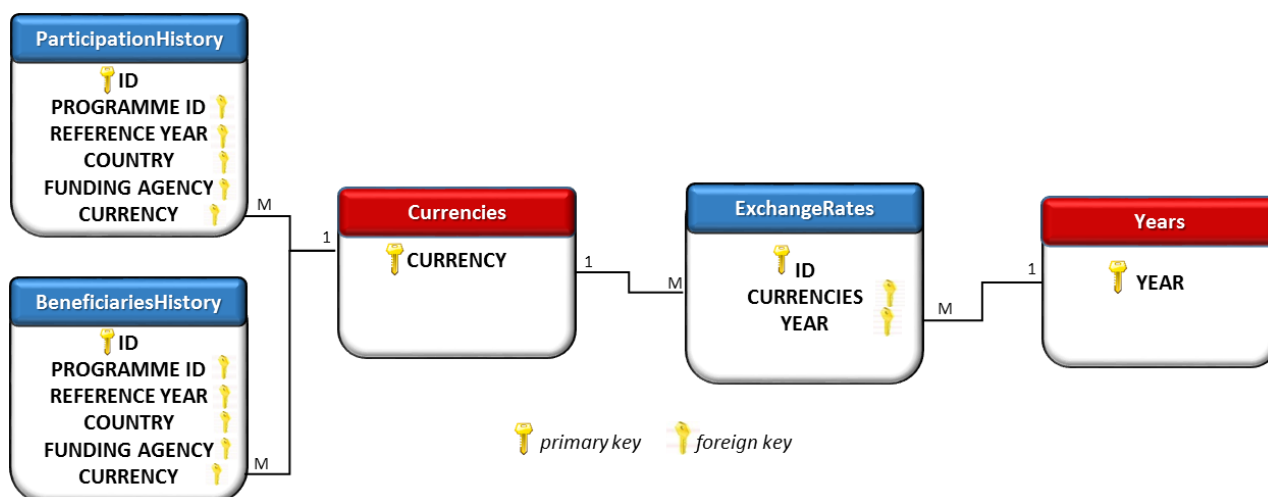 ParticipationHistory
ID
PROGRAMME ID
REFERENCE YEAR
COUNTRY
FUNDING AGENCY
CURRENCY
M
BeneficiariesHistory
ID
PROGRAMME ID
REFERENCE YEAR
COUNTRY
FUNDING AGENCY
CURRENCY
M
1
Currencies
CURRENCY
1
M
ExchangeRates
ID
CURRENCIES
YEAR
M
1
Years
YEAR
primary key
foreign key